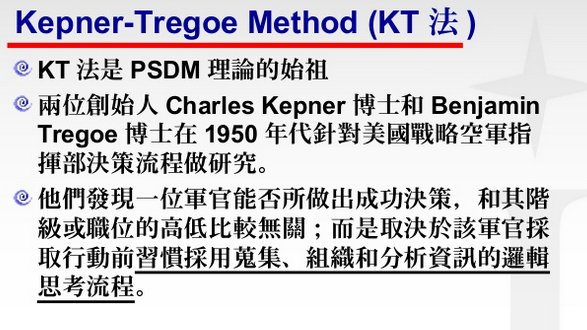 Kepner-Tregoe Method (KT 法)
KT 法是 PSDM 理論的始祖
兩位創始人 Charles Kepner 博士和 Benjamin
Tregoe 博士在 1950 年代針對美國戰略空軍指
揮部決策流程做研究。
他們發現一位軍官能否所做出成功決策，和其階
級或職位的高低比較無關；而是取決於該軍官採
取行動前習慣採用蒐集、組織和分析資訊的邏輯
思考流程。